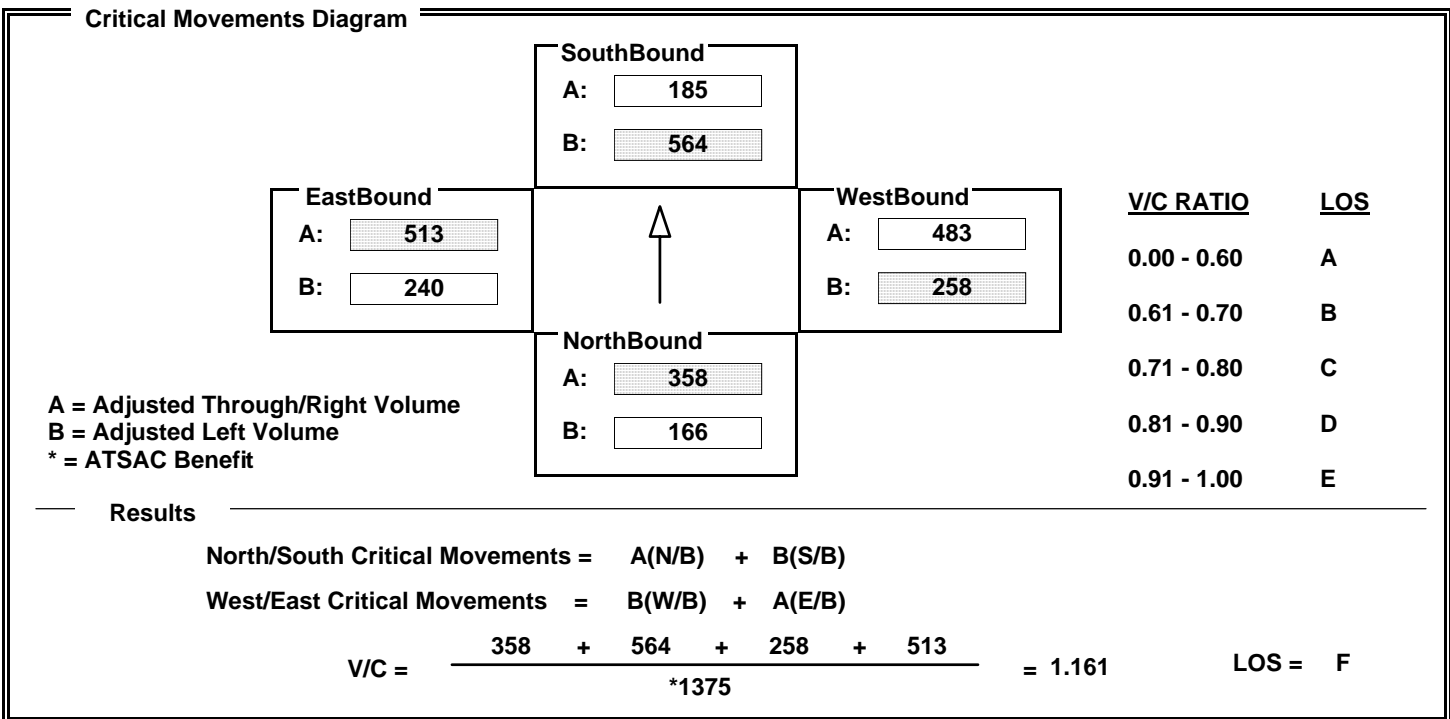 Critical Movements Diagram
SouthBound
A: 185
B: 564
EastBound
A: 513
B: 240
WestBound
A: 483
B: 258
NorthBound
A: 358
B: 166
V/C RATIO LOS
0.00 - 0.60 A
0.61 - 0.70 B
0.71 - 0.80 C
0.81 - 0.90 D
0.91 - 1.00 E
A = Adjusted Through/Right Volume
B = Adjusted Left Volume
* = ATSAC Benefit
Results
North/South Critical Movements = A(N/B) + B(S/B)
West/East Critical Movements = B(W/B) + A(E/B)
V/C = 358 + 564 + 258 + 513 = 1.161 LOS = F
*1375